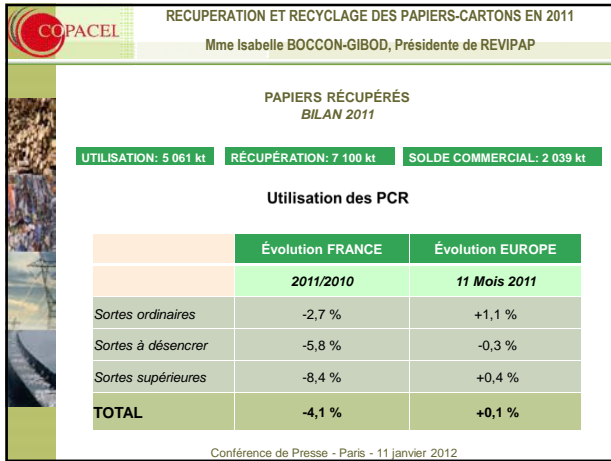 COPACEL
RECUPERATION ET RECYCLAGE DES PAPIERS-CARTONS EN 2011
Mme Isabelle BOCCON-GIBOD, Présidente de REVIPAP
PAPIERS RÉCUPÉRÉS
BILAN 2011
UTILISATION: 5 061 kt RÉCUPÉRATION: 7 100 kt SOLDE COMMERCIAL: 2 039 kt
Utilisation des PCR
Évolution FRANCE Évolution EUROPE
2011/2010 11 Mois 2011
Sortes ordinaires -2,7 % +1,1 %
Sortes à désencrer -5,8 % -0,3 %
Sortes supérieures -8,4 % +0,4 %
TOTAL -4,1 % +0,1 %
Conférence de Presse - Paris - 11 janvier 2012